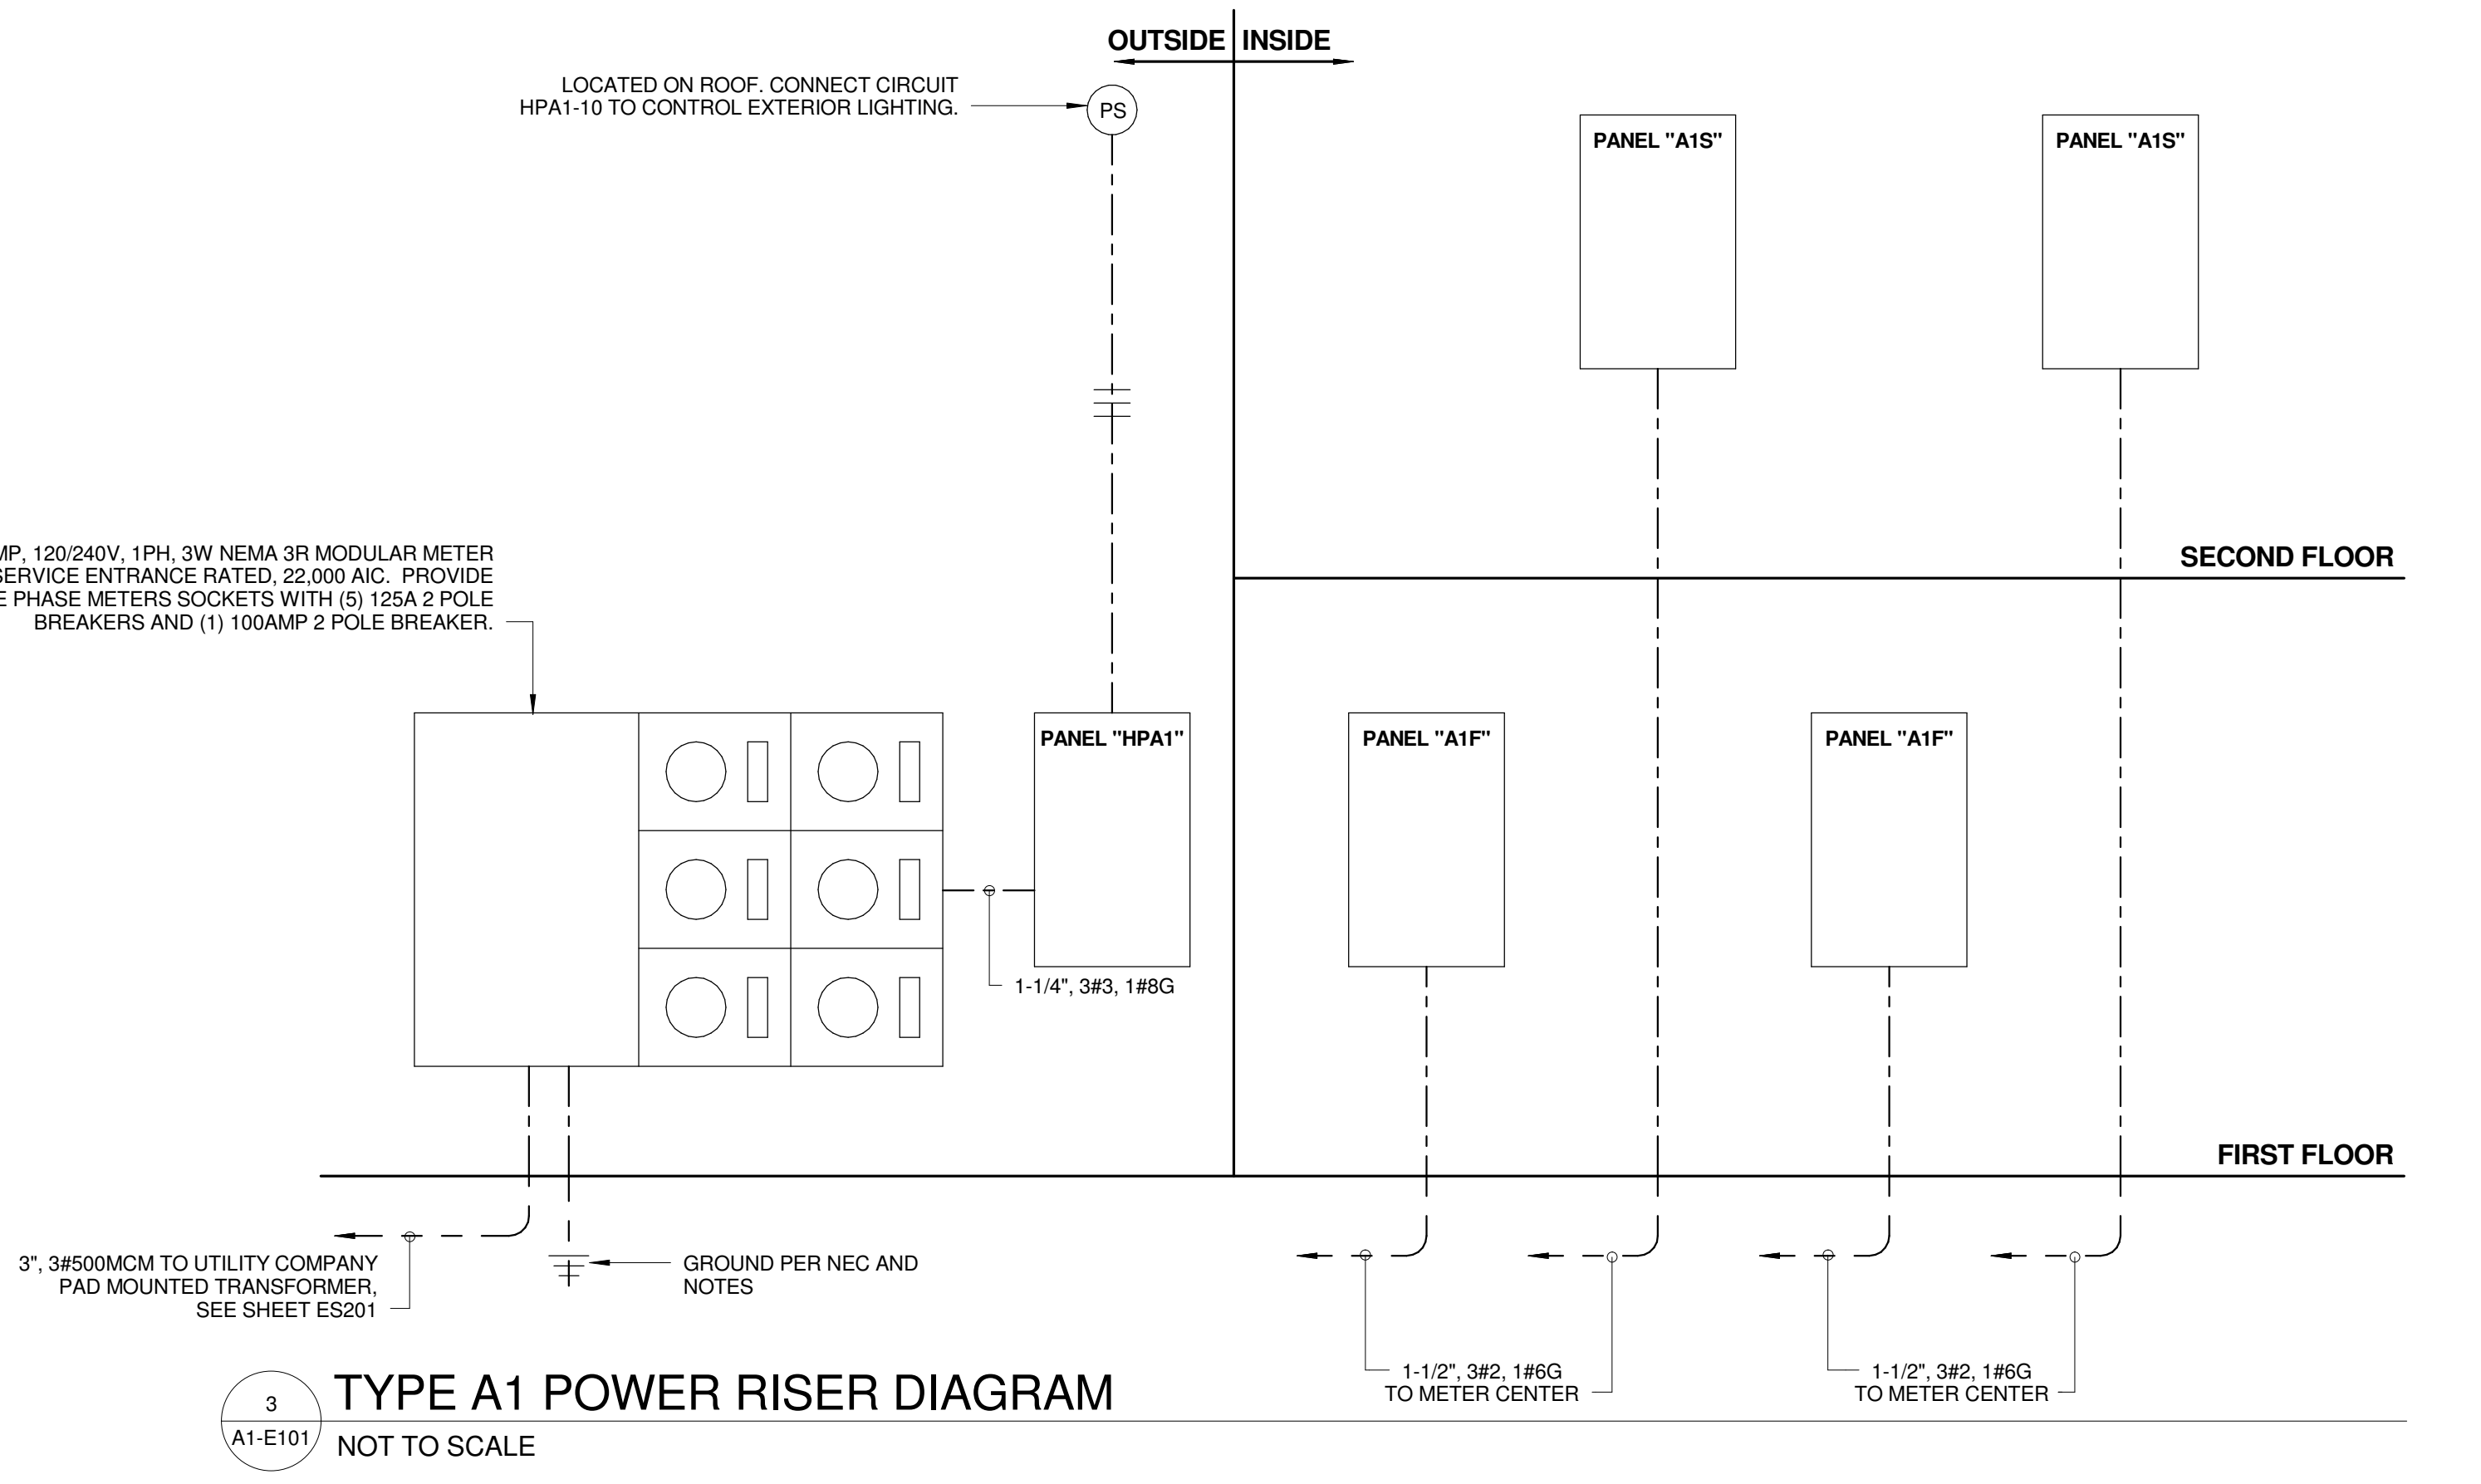 OUTSIDE INSIDE
LOCATED ON ROOF. CONNECT CIRCUIT
HPA1-10 TO CONTROL EXTERIOR LIGHTING.
PS
PANEL "A1S"
PANEL "A1S"
120/240V, 1PH, 3W NEMA 3R MODULAR METER
SERVICE ENTRANCE RATED, 22,000 AIC. PROVIDE
PHASE METERS SOCKETS WITH (5) 125A 2 POLE
BREAKERS AND (1) 100AMP 2 POLE BREAKER.
SECOND FLOOR
PANEL "HPA1"
PANEL "A1F"
PANEL "A1F"
1-1/4", 3#3, 1#8G
FIRST FLOOR
3", 3#500MCM TO UTILITY COMPANY
PAD MOUNTED TRANSFORMER,
SEE SHEET ES201
GROUND PER NEC AND
NOTES
1-1/2", 3#2, 1#6G
TO METER CENTER
1-1/2", 3#2, 1#6G
TO METER CENTER
3
A1-E101
TYPE A1 POWER RISER DIAGRAM
NOT TO SCALE